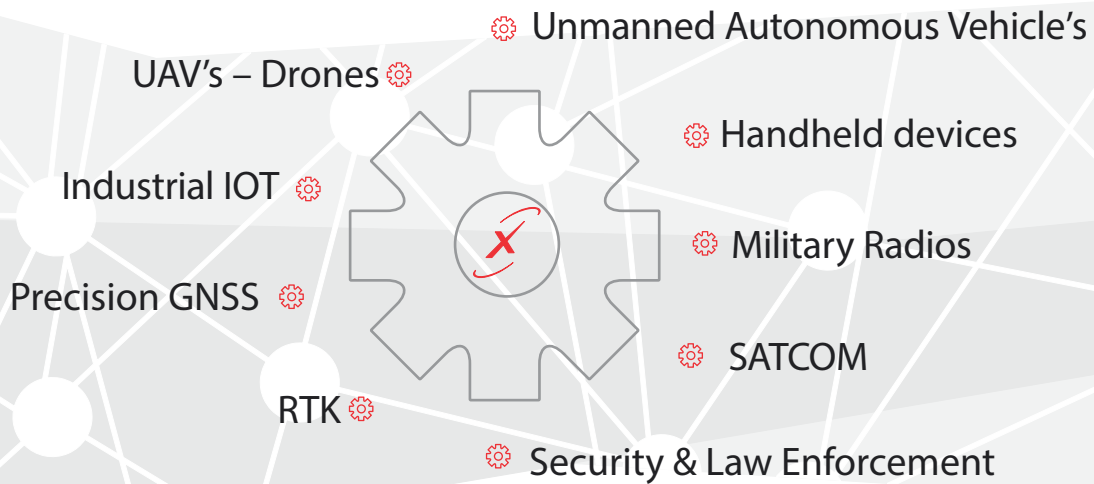 Unmanned Autonomous Vehicle's
UAV's – Drones
Handheld devices
Industrial IOT
Military Radios
Precision GNSS
SATCOM
RTK
Security & Law Enforcement
X